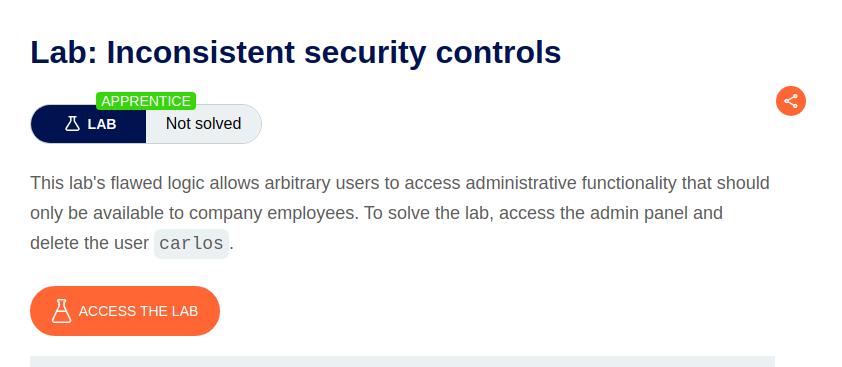 Lab: Inconsistent security controls
APPRENTICE
LAB Not solved
This lab's flawed logic allows arbitrary users to access administrative functionality that should
only be available to company employees. To solve the lab, access the admin panel and
delete the user carlos.
ACCESS THE LAB